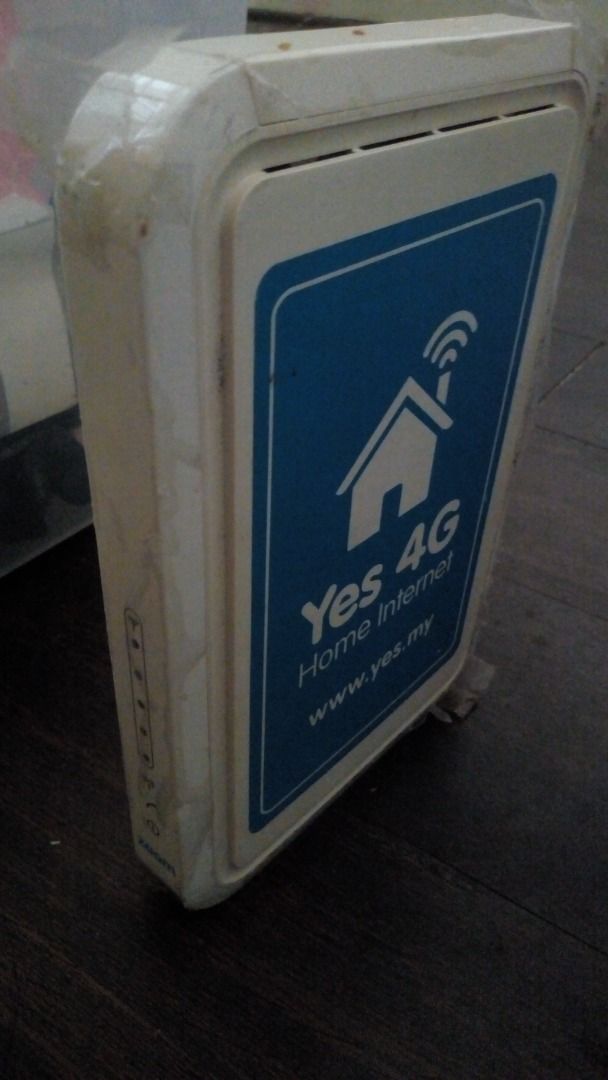 Yes 4G
Home Internet
www.yes.my